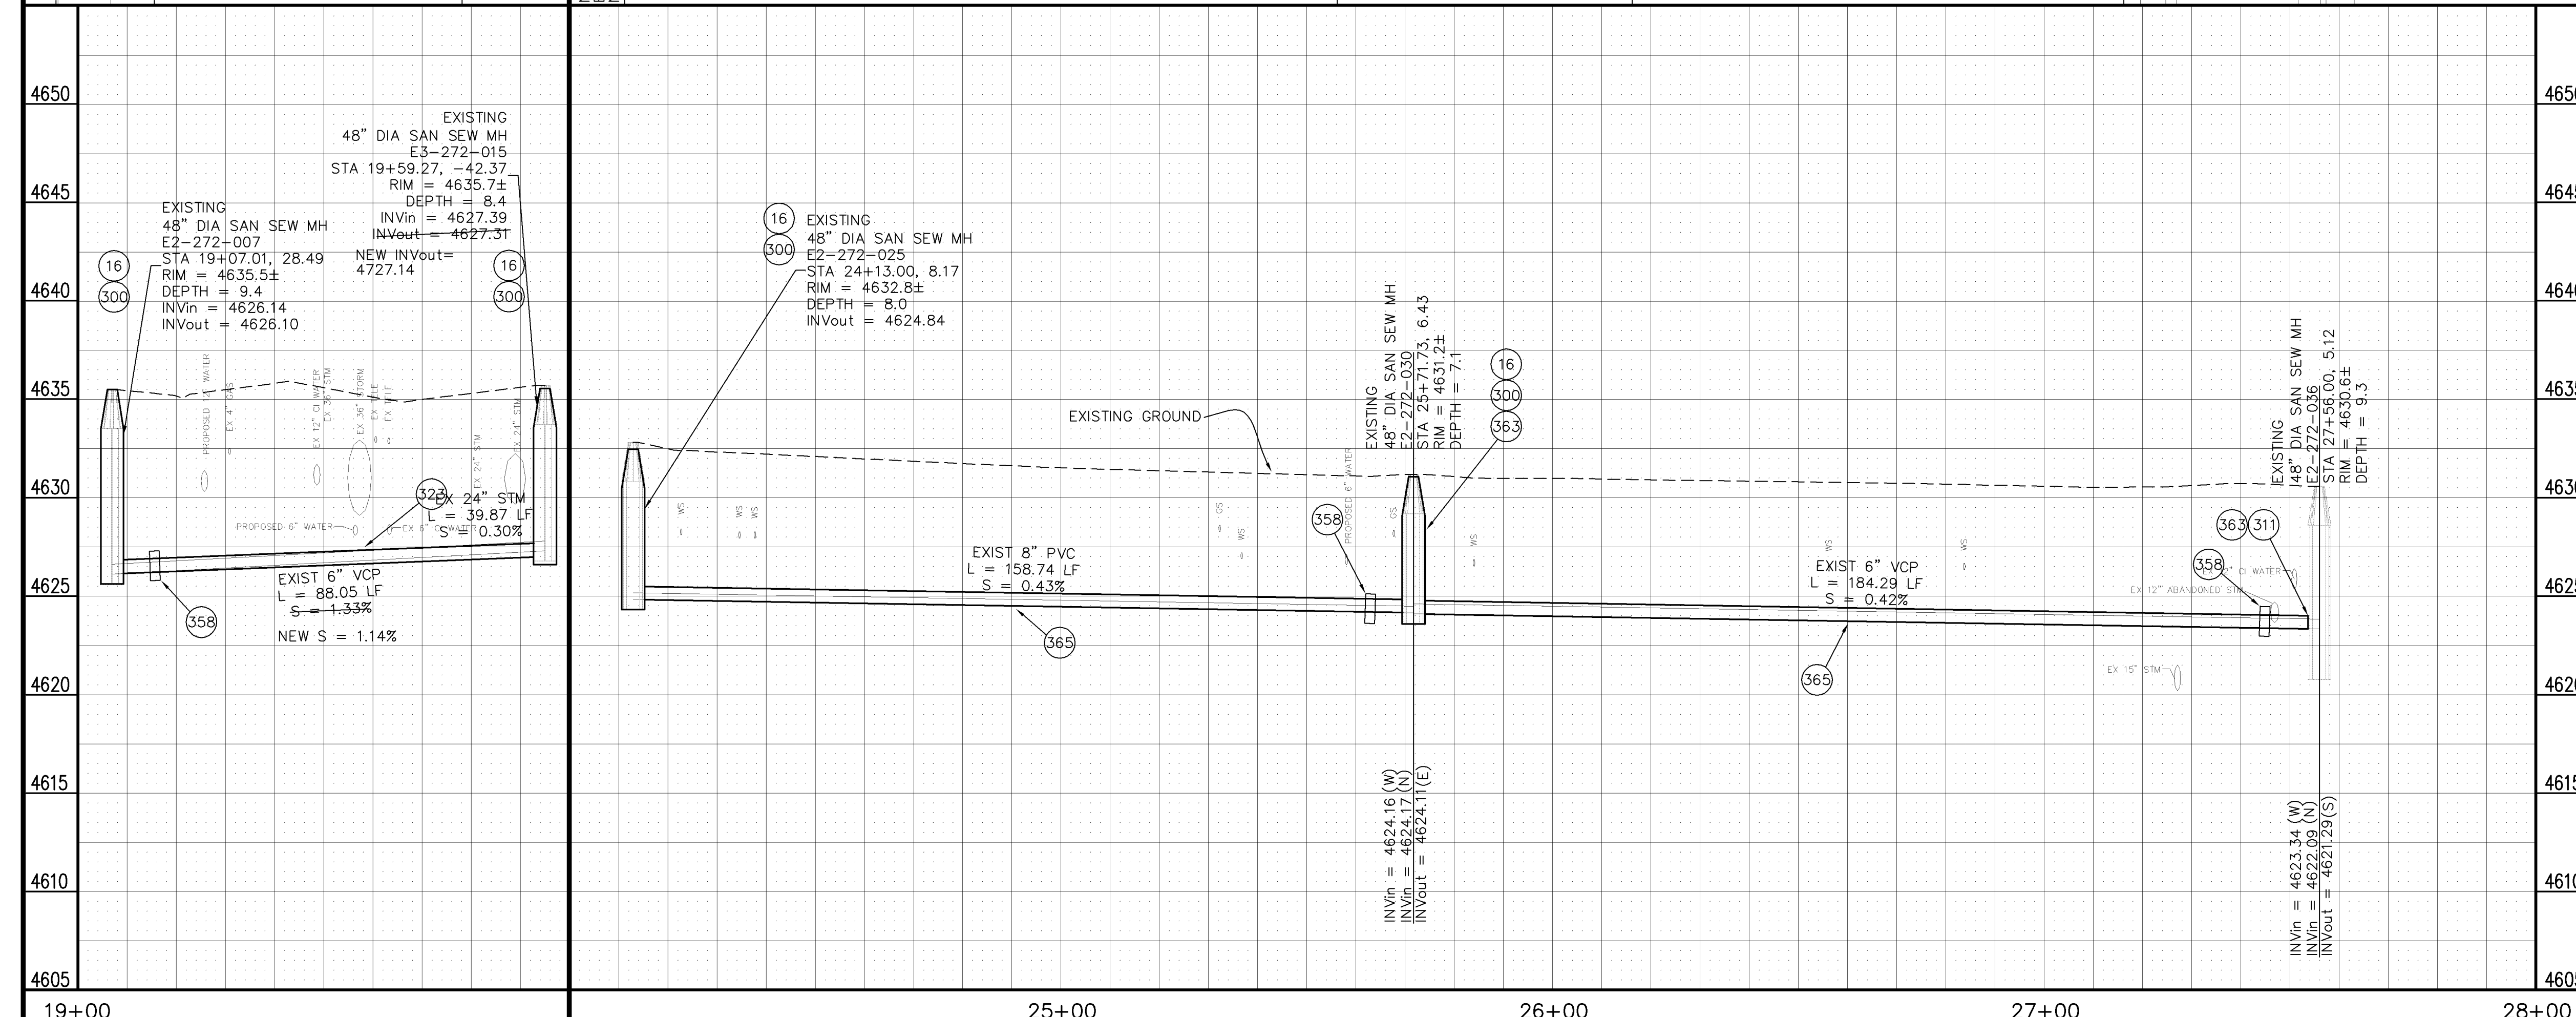 4650
4645
4640
4635
4630
4625
4620
4615
4610
4605
EXISTING
48" DIA SAN SEW MH
E3-272-015
STA 19+59.27, -42.37
RIM = 4635.7±
DEPTH = 8.4
INVin = 4627.39
INVout = 4627.31
NEW INVout=
4727.14
16
300
EXISTING
48" DIA SAN SEW MH
E2-272-007
STA 19+07.01, 28.49
RIM = 4635.5±
DEPTH = 9.4
INVin = 4626.14
INVout = 4626.10
16
300
PROPOSED 12" WATER
EX 4" GAS
EX 12" CI WATER
EX 36" STM
EX 36" STORM
EX TELE
EX TELE
EX 24" STM
EX 24" STM
323
EX 24" STM
L = 39.87 LF
S = 0.30%
PROPOSED 6" WATER
EX 6" CI WATER
EXIST 6" VCP
L = 88.05 LF
S = 1.33%
NEW S = 1.14%
358
16
300
EXISTING
48" DIA SAN SEW MH
E2-272-025
STA 24+13.00, 8.17
RIM = 4632.8±
DEPTH = 8.0
INVout = 4624.84
WS
WS
WS
EXISTING GROUND
GS
WS
EXIST 8" PVC
L = 158.74 LF
S = 0.43%
365
358
PROPOSED 6" WATER
GS
EXISTING
48" DIA SAN SEW MH
E2-272-030
STA 25+71.73, 6.43
RIM = 4631.2±
DEPTH = 7.1
16
300
363
WS
INVin = 4624.16 (W)
INVin = 4624.17 (N)
INVout = 4624.11(E)
WS
WS
EXIST 6" VCP
L = 184.29 LF
S = 0.42%
365
EXISTING
48" DIA SAN SEW MH
E2-272-036
STA 27+56.00, 5.12
RIM = 4630.6±
DEPTH = 9.3
363
311
358
CI WATER
EX 12" ABANDONED STM
EX 15" STM
INVin = 4623.34 (W)
INVin = 4622.09 (N)
INVout = 4621.29(S)
19+00
25+00
26+00
27+00
28+00